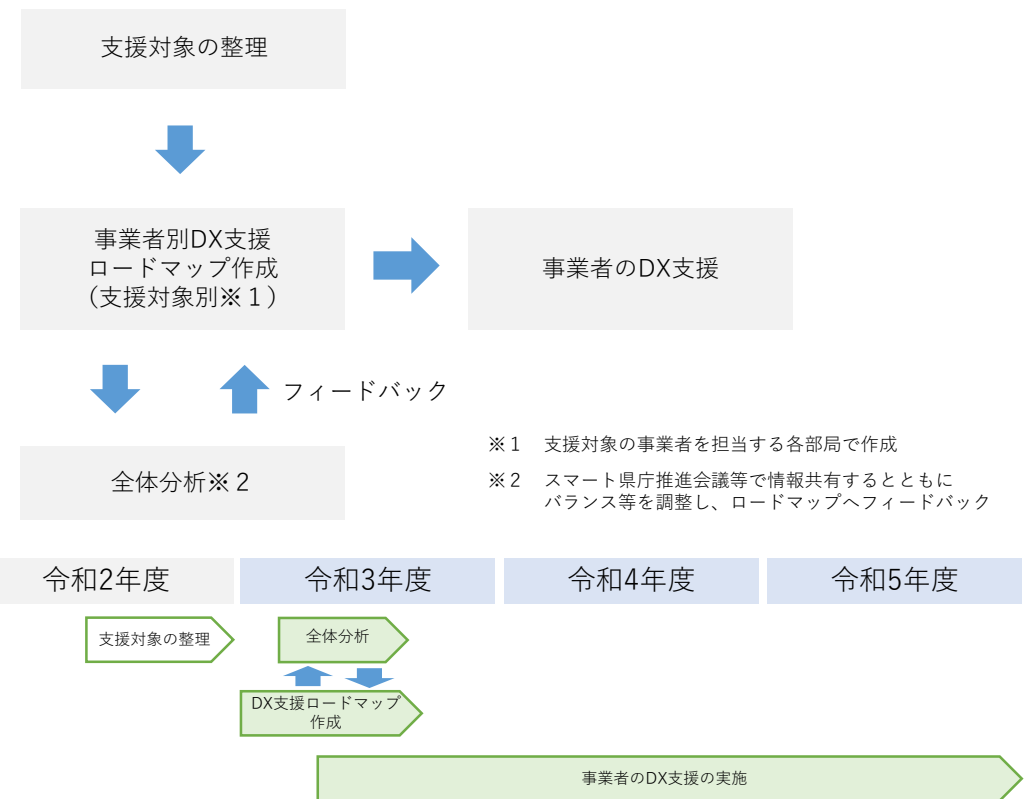 支援対象の整理
事業者別DX支援
ロードマップ作成
（支援対象別※１）
事業者のDX支援
フィードバック
全体分析※２
※１　支援対象の事業者を担当する各部局で作成
※２　スマート県庁推進会議等で情報共有するとともに
バランス等を調整し、ロードマップへフィードバック
令和2年度
令和3年度
令和4年度
令和5年度
支援対象の整理
全体分析
DX支援ロードマップ
作成
事業者のDX支援の実施